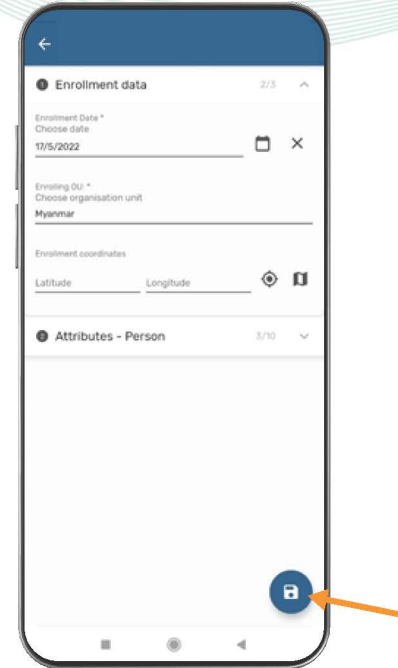 Enrollment data 2/3
Enrollment Date *
Choose date
17/5/2022
Enrolling OU: *
Choose organisation unit
Myanmar
Enrollment coordinates
Latitude Longitude
Attributes - Person 3/10